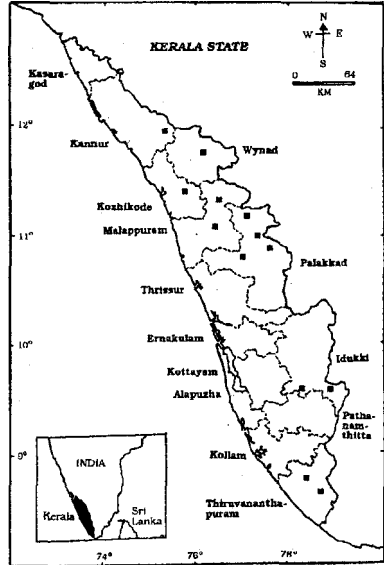 KERALA STATE
N
W E
S
0 64
KM
Kasara-
god
12°
Kannur
Wynad
Kozhikode
11°
Malappuram
Palakkad
Thrissur
Ernakulam
10°
Idukki
Kottayam
Alapuzha
Patha-
nam-
thitta
9°
Kollam
Thiruvanantha-
puram
INDIA
Kerala
Sri
Lanka
74°
76°
78°